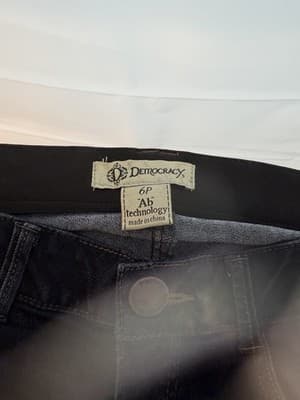 DEMOCRACY
6P
"Ab"
technology
made in china